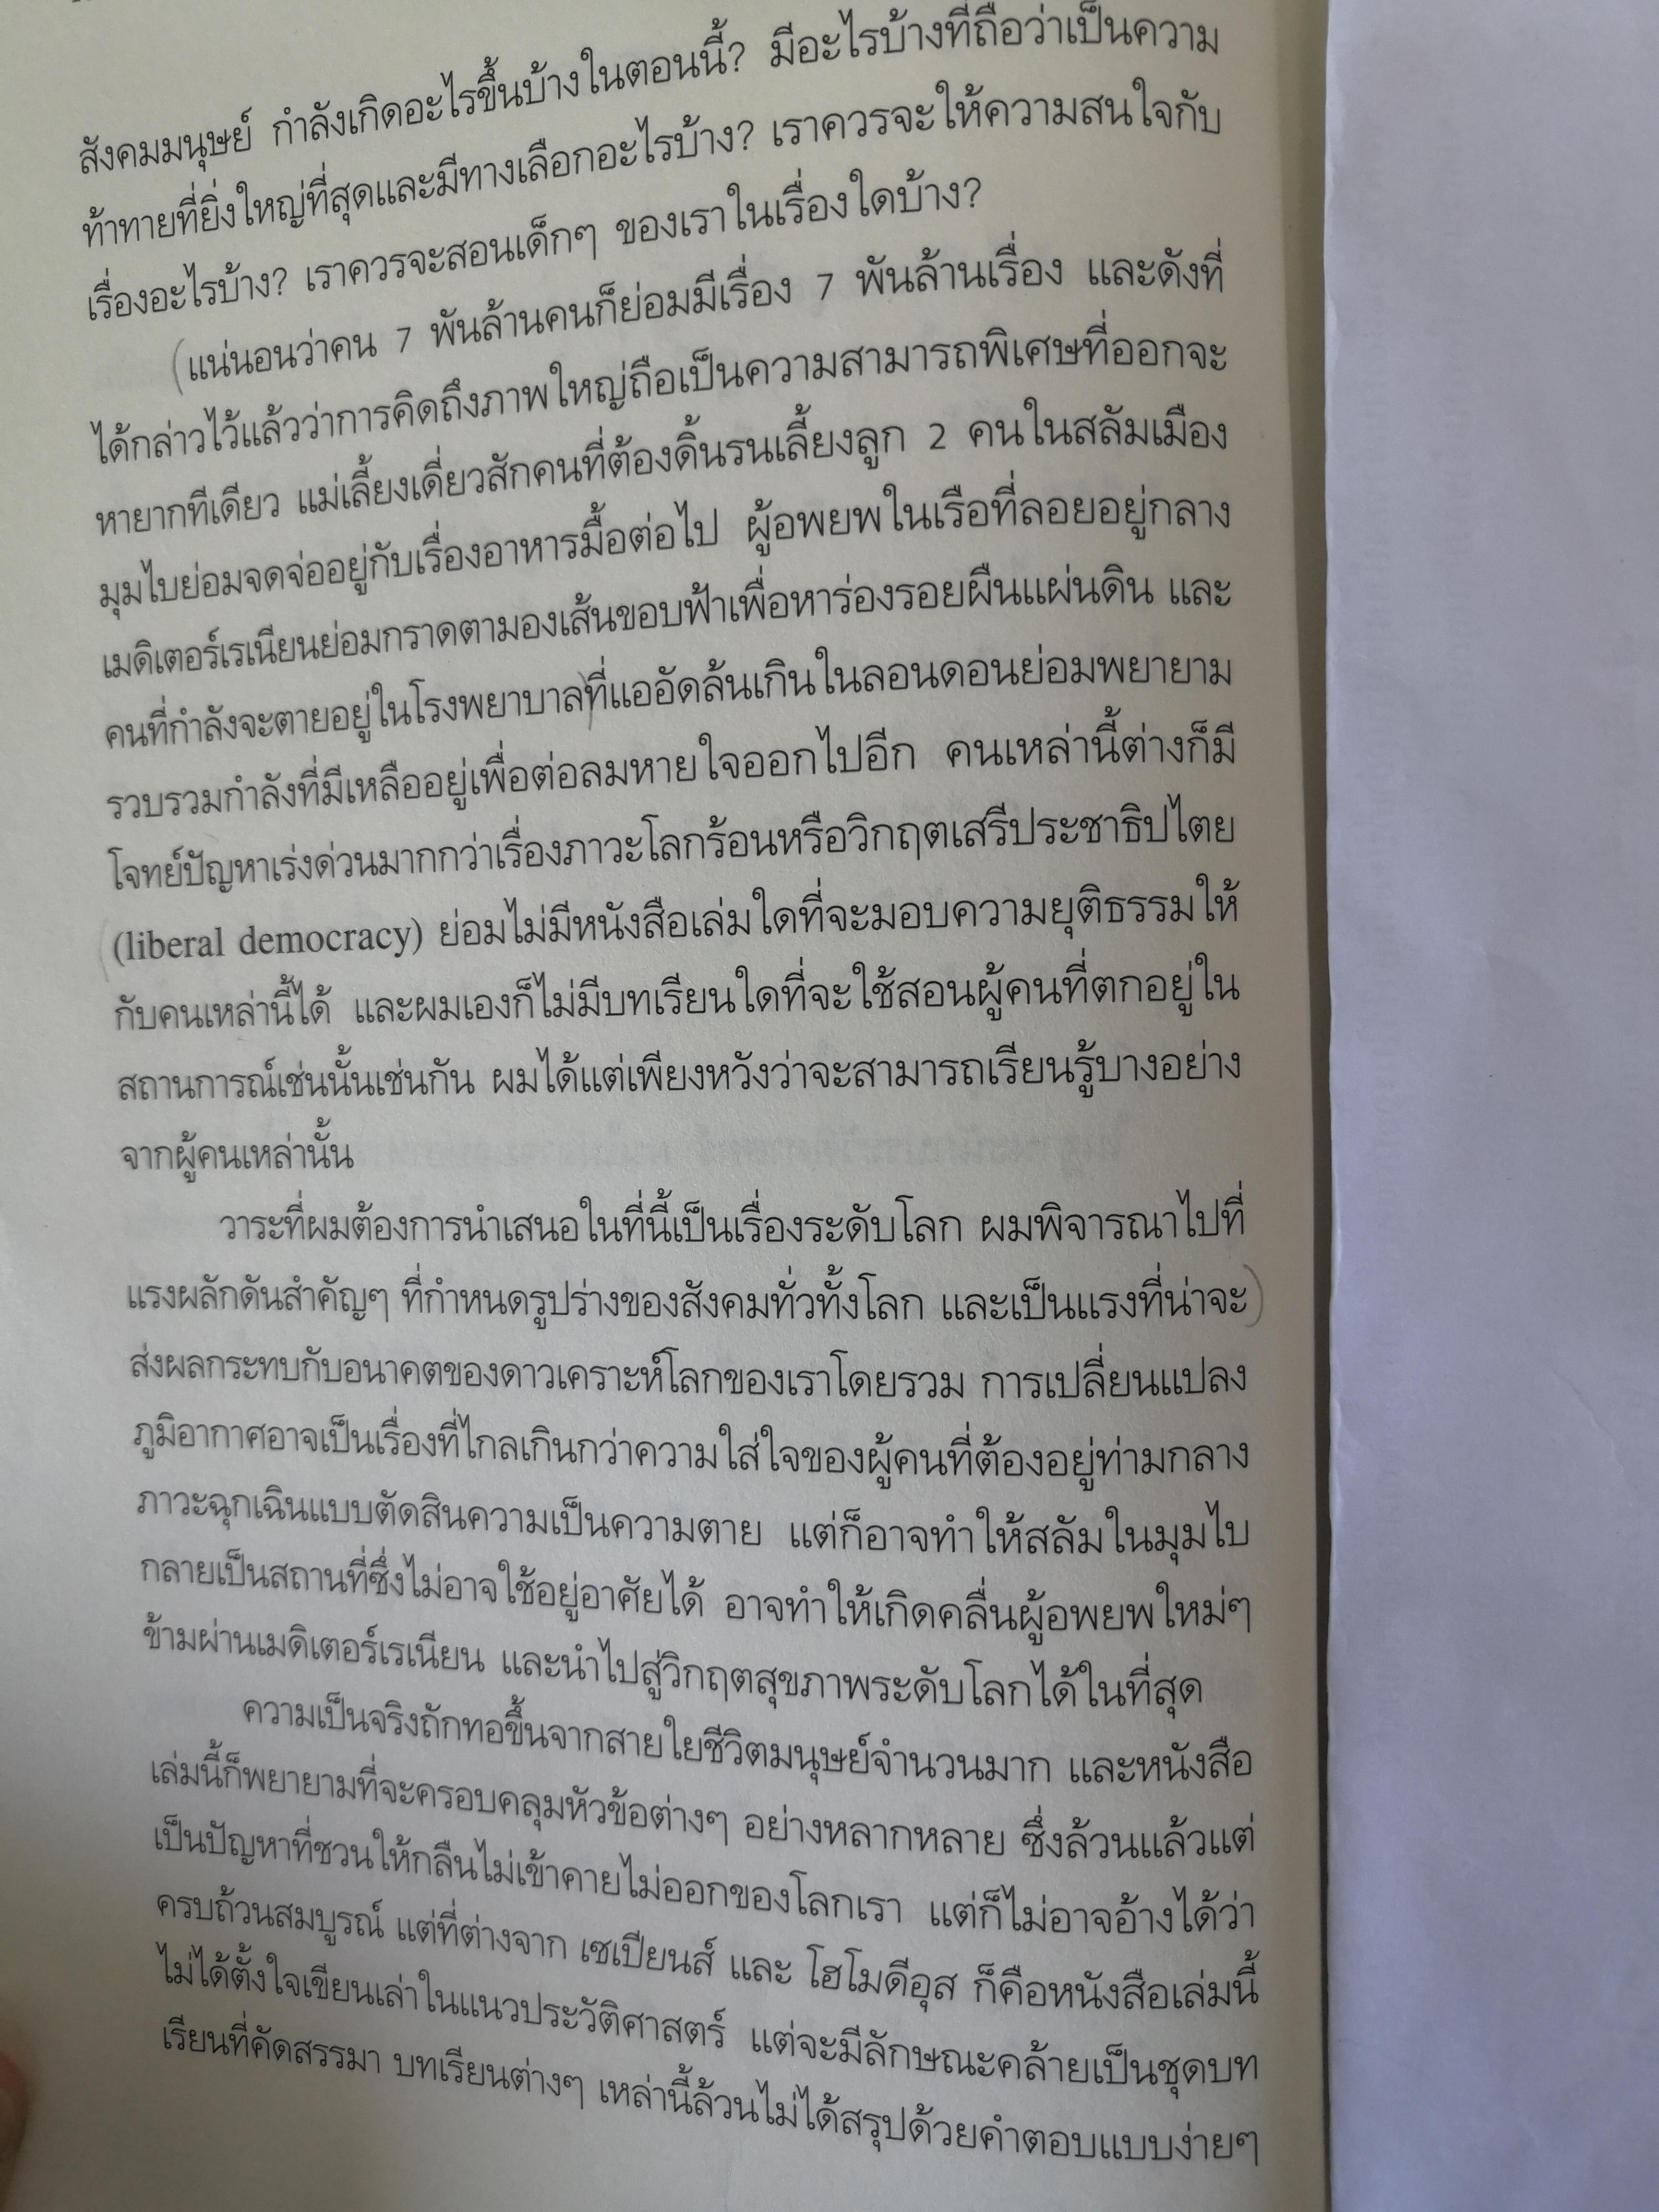 สังคมมนุษย์ กำลังเกิดอะไรขึ้นบ้างในตอนนี้? มีอะไรบ้างที่ถือว่าเป็นความ
ท้าทายที่ยิ่งใหญ่ที่สุดและมีทางเลือกอะไรบ้าง? เราควรจะให้ความสนใจกับ
เรื่องอะไรบ้าง? เราควรจะสอนเด็กๆ ของเราในเรื่องใดบ้าง?
แน่นอนว่าคน 7 พันล้านคนก็ย่อมมีเรื่อง 7 พันล้านเรื่อง และดังที่
ได้กล่าวไว้แล้วว่าการคิดถึงภาพใหญ่ถือเป็นความสามารถพิเศษที่ออกจะ
หายากทีเดียว แม่เลี้ยงเดี่ยวสักคนที่ต้องดิ้นรนเลี้ยงลูก 2 คนในสลัมเมือง
มุมไบย่อมจดจ่ออยู่กับเรื่องอาหารมื้อต่อไป ผู้อพยพในเรือที่ลอยอยู่กลาง
เมดิเตอร์เรเนียนย่อมกราดตามองเส้นขอบฟ้าเพื่อหาร่องรอยผืนแผ่นดิน และ
คนที่กำลังจะตายอยู่ในโรงพยาบาลที่แออัดล้นเกินในลอนดอนย่อมพยายาม
รวบรวมกำลังที่มีเหลืออยู่เพื่อต่อลมหายใจออกไปอีก คนเหล่านี้ต่างก็มี
โจทย์ปัญหาเร่งด่วนมากกว่าเรื่องภาวะโลกร้อนหรือวิกฤตเสรีประชาธิปไตย
(liberal democracy) ย่อมไม่มีหนังสือเล่มใดที่จะมอบความยุติธรรมให้
กับคนเหล่านี้ได้ และผมเองก็ไม่มีบทเรียนใดที่จะใช้สอนผู้คนที่ตกอยู่ใน
สถานการณ์เช่นนั้นเช่นกัน ผมได้แต่เพียงหวังว่าจะสามารถเรียนรู้บางอย่าง
จากผู้คนเหล่านั้น
วาระที่ผมต้องการนำเสนอในที่นี้เป็นเรื่องระดับโลก ผมพิจารณาไปที่
แรงผลักดันสำคัญๆ ที่กำหนดรูปร่างของสังคมทั่วทั้งโลก และเป็นแรงที่น่าจะ
ส่งผลกระทบกับอนาคตของดาวเคราะห์โลกของเราโดยรวม การเปลี่ยนแปลง
ภูมิอากาศอาจเป็นเรื่องที่ไกลเกินกว่าความใส่ใจของผู้คนที่ต้องอยู่ท่ามกลาง
ภาวะฉุกเฉินแบบตัดสินความเป็นความตาย แต่ก็อาจทำให้สลัมในมุมไบ
กลายเป็นสถานที่ซึ่งไม่อาจใช้อยู่อาศัยได้ อาจทำให้เกิดคลื่นผู้อพยพใหม่ๆ
ข้ามผ่านเมดิเตอร์เรเนียน และนำไปสู่วิกฤตสุขภาพระดับโลกได้ในที่สุด
ความเป็นจริงถักทอขึ้นจากสายใยชีวิตมนุษย์จำนวนมาก และหนังสือ
เล่มนี้ก็พยายามที่จะครอบคลุมหัวข้อต่างๆ อย่างหลากหลาย ซึ่งล้วนแล้วแต่
เป็นปัญหาที่ชวนให้กลืนไม่เข้าคายไม่ออกของโลกเรา แต่ก็ไม่อาจอ้างได้ว่า
ครบถ้วนสมบูรณ์ แต่ที่ต่างจาก เซเปียนส์ และ โฮโมดีอุส ก็คือหนังสือเล่มนี้
ไม่ได้ตั้งใจเขียนเล่าในแนวประวัติศาสตร์ แต่จะมีลักษณะคล้ายเป็นชุดบท
เรียนที่คัดสรรมา บทเรียนต่างๆ เหล่านี้ล้วนไม่ได้สรุปด้วยคำตอบแบบง่ายๆ